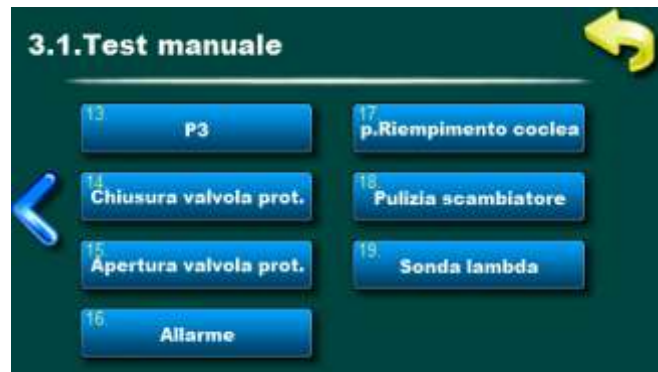 3.1.Test manuale
13
P3
14.
Chiusura valvola prot.
15.
Apertura valvola prot.
16.
Allarme
17.
p.Riempimento coclea
18.
Pulizia scambiatore
19.
Sonda lambda